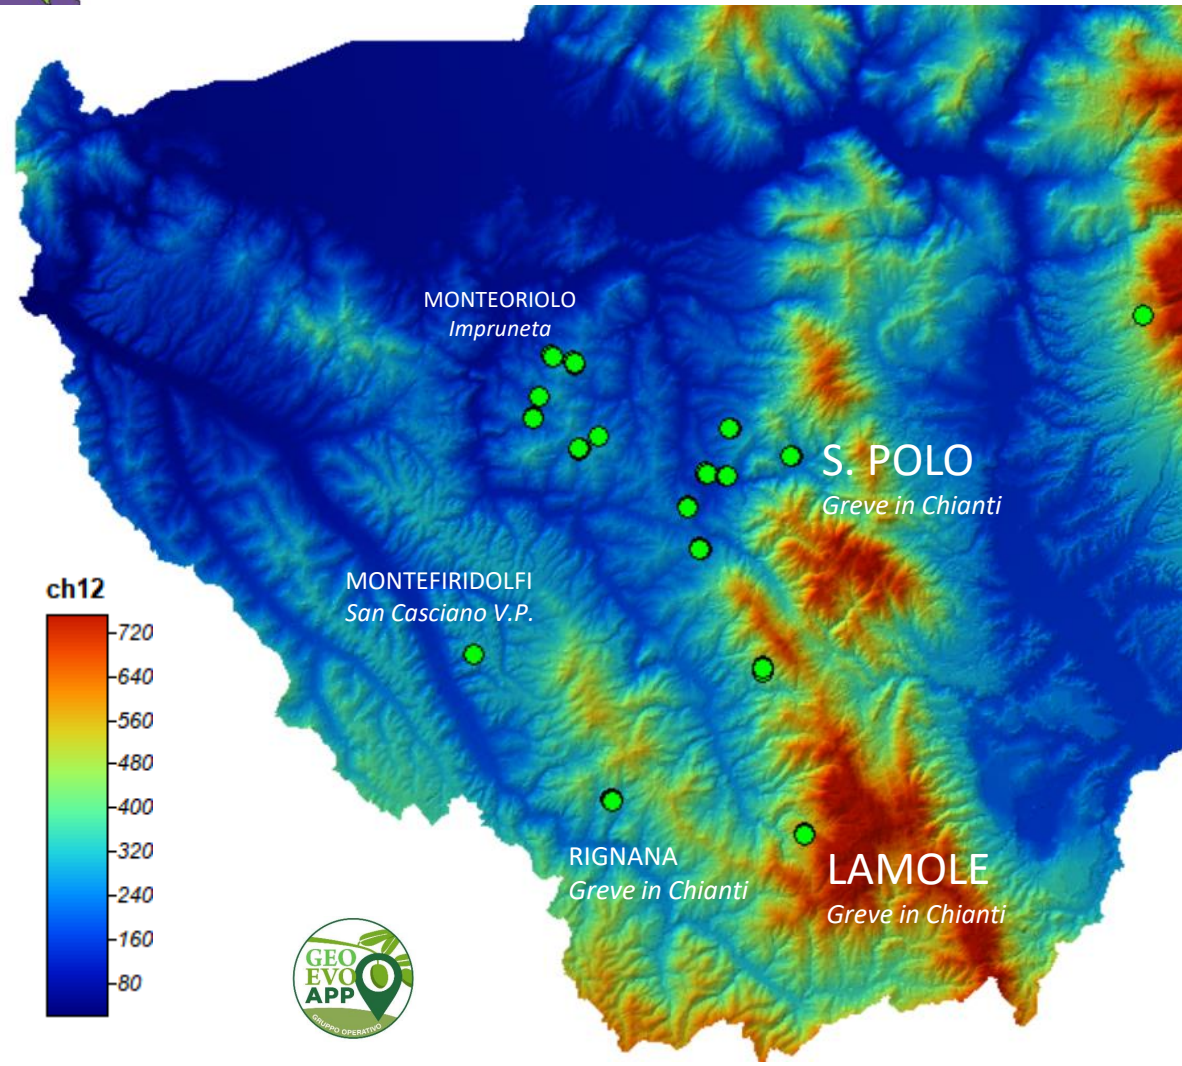 MONTEORIOLO
Impruneta
S. POLO
Greve in Chianti
MONTEFIRIDOLFI
San Casciano V.P.
ch12
720
640
560
480
400
320
240
160
80
RIGNANA
Greve in Chianti
LAMOLE
Greve in Chianti
GEO
EVO
APP
GRUPPO OPERATIVO